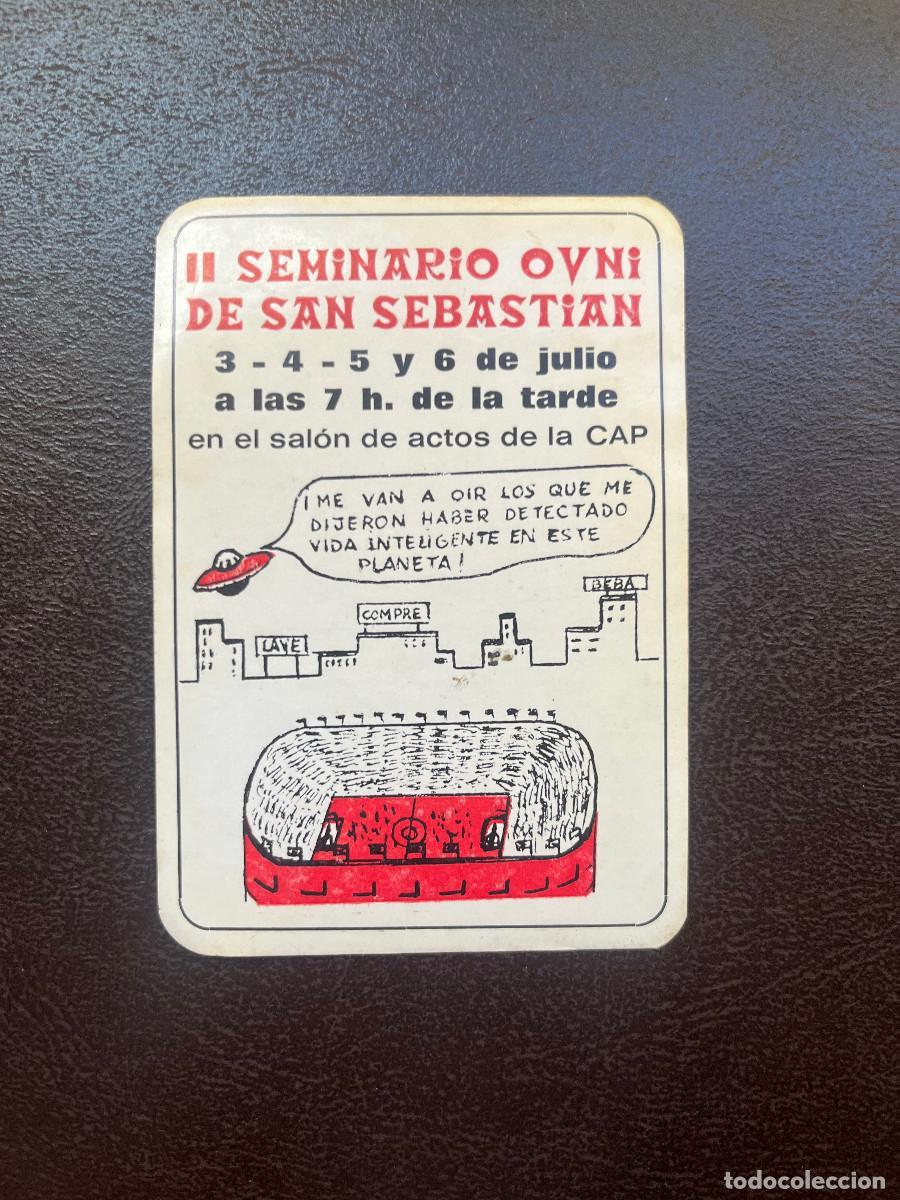 II SEMiNARiO OVNi
DE SAN SEBASTiAN
3 - 4 - 5 y 6 de julio
a las 7 h. de la tarde
en el salón de actos de la CAP
¡ME VAN A OIR LOS QUE ME
DIJERON HABER DETECTADO
VIDA INTELIGENTE EN ESTE
PLANETA!
BEBA
COMPRE
LAVE
todocoleccion